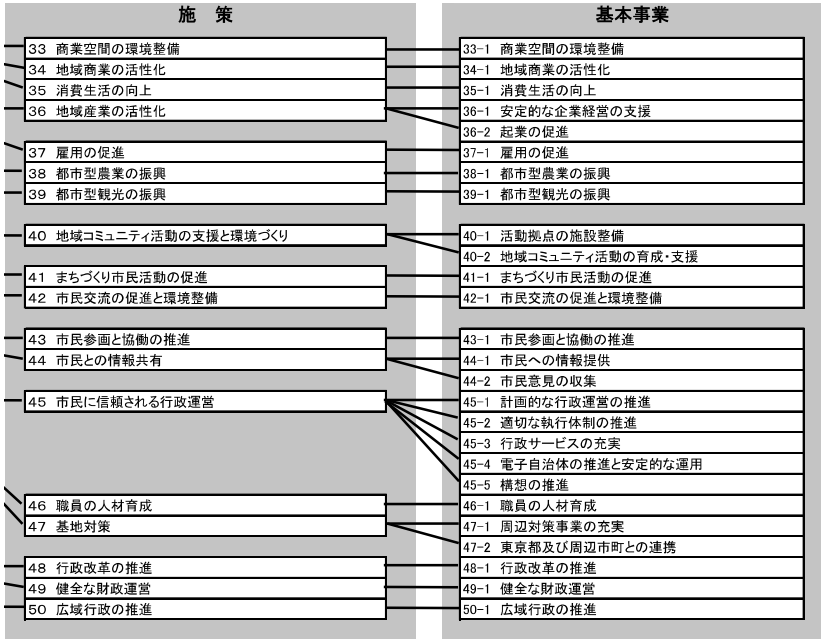 施　策
33 商業空間の環境整備
34 地域商業の活性化
35 消費生活の向上
36 地域産業の活性化
37 雇用の促進
38 都市型農業の振興
39 都市型観光の振興
40 地域コミュニティ活動の支援と環境づくり
41 まちづくり市民活動の促進
42 市民交流の促進と環境整備
43 市民参画と協働の推進
44 市民との情報共有
45 市民に信頼される行政運営
46 職員の人材育成
47 基地対策
48 行政改革の推進
49 健全な財政運営
50 広域行政の推進
基本事業
33-1 商業空間の環境整備
34-1 地域商業の活性化
35-1 消費生活の向上
36-1 安定的な企業経営の支援
36-2 起業の促進
37-1 雇用の促進
38-1 都市型農業の振興
39-1 都市型観光の振興
40-1 活動拠点の施設整備
40-2 地域コミュニティ活動の育成・支援
41-1 まちづくり市民活動の促進
42-1 市民交流の促進と環境整備
43-1 市民参画と協働の推進
44-1 市民への情報提供
44-2 市民意見の収集
45-1 計画的な行政運営の推進
45-2 適切な執行体制の推進
45-3 行政サービスの充実
45-4 電子自治体の推進と安定的な運用
45-5 構想の推進
46-1 職員の人材育成
47-1 周辺対策事業の充実
47-2 東京都及び周辺市町との連携
48-1 行政改革の推進
49-1 健全な財政運営
50-1 広域行政の推進